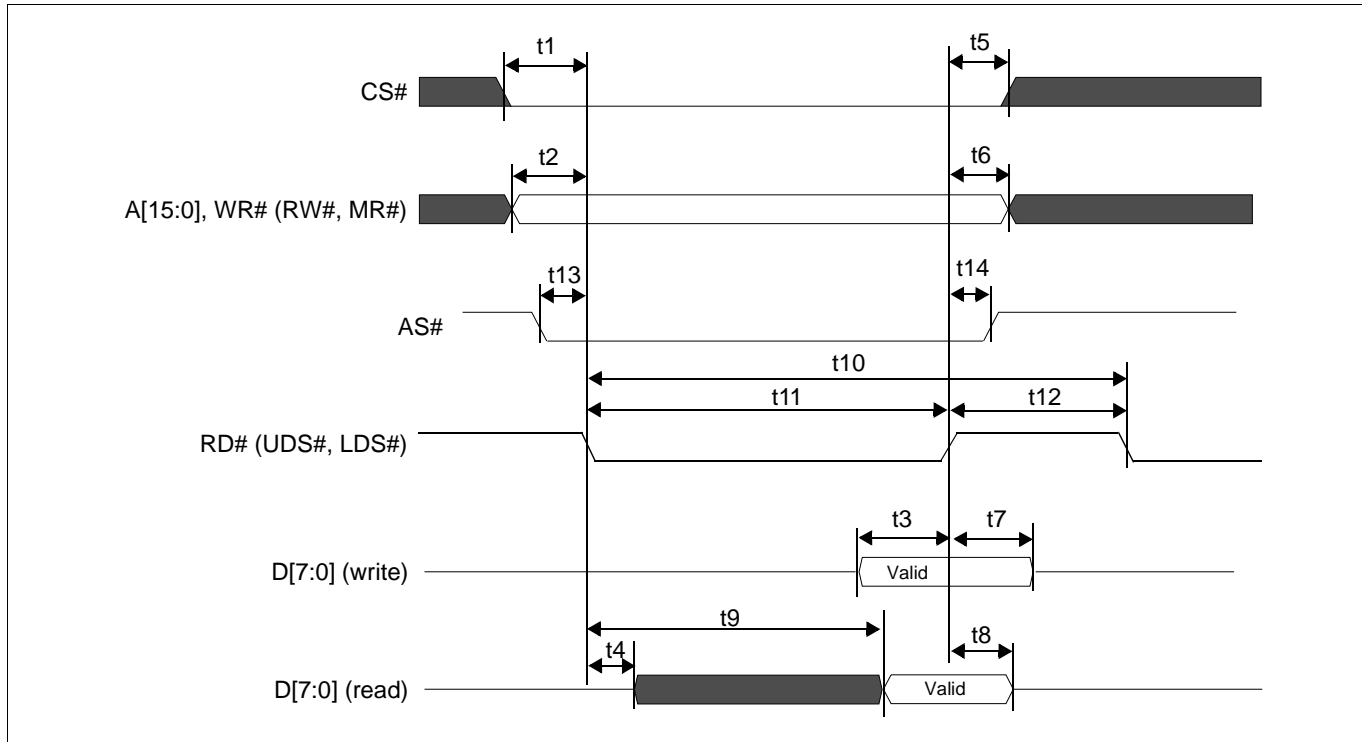 t1
t5
CS#
t2
t6
A[15:0], WR# (RW#, MR#)
t13
t14
AS#
t10
t11
t12
RD# (UDS#, LDS#)
t3
t7
D[7:0] (write)
Valid
t9
t4
t8
D[7:0] (read)
Valid